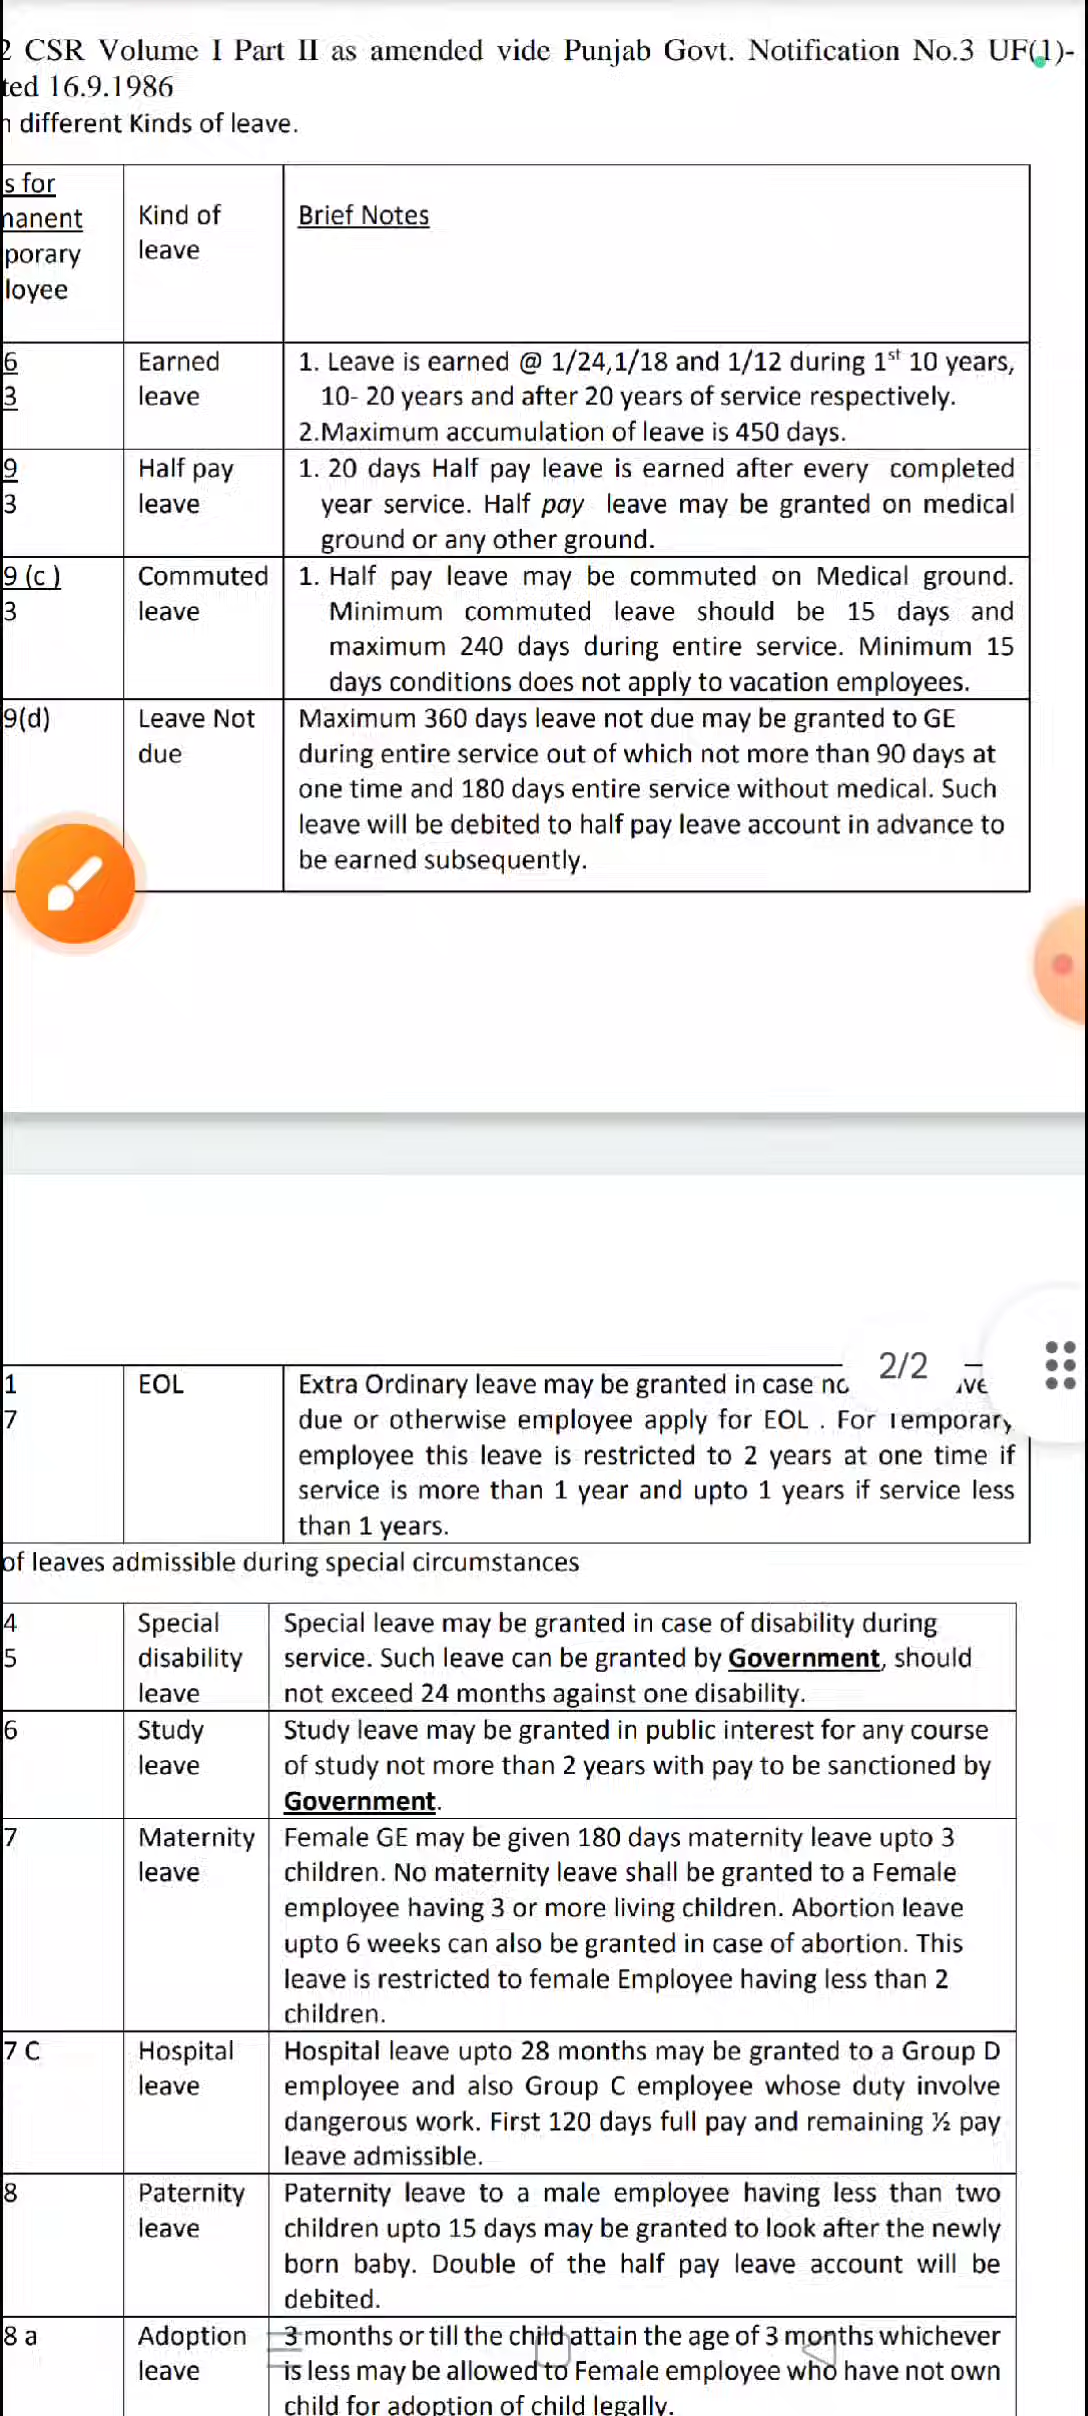 2 CSR Volume I Part II as amended vide Punjab Govt. Notification No.3 UF(1)-
ted 16.9.1986
different Kinds of leave.
s for
manent
porary
loyee
Kind of
leave
Brief Notes
6
3
Earned
leave
1. Leave is earned @ 1/24,1/18 and 1/12 during 1st 10 years,
10- 20 years and after 20 years of service respectively.
2.Maximum accumulation of leave is 450 days.
9
3
Half pay
leave
1. 20 days Half pay leave is earned after every completed
year service. Half pay leave may be granted on medical
ground or any other ground.
9 (c )
3
Commuted
leave
1. Half pay leave may be commuted on Medical ground.
Minimum commuted leave should be 15 days and
maximum 240 days during entire service. Minimum 15
days conditions does not apply to vacation employees.
9(d)
Leave Not
due
Maximum 360 days leave not due may be granted to GE
during entire service out of which not more than 90 days at
one time and 180 days entire service without medical. Such
leave will be debited to half pay leave account in advance to
be earned subsequently.
2/2
1
7
EOL
Extra Ordinary leave may be granted in case
due or otherwise employee apply for EOL . For Temporary
employee this leave is restricted to 2 years at one time if
service is more than 1 year and upto 1 years if service less
than 1 years.
of leaves admissible during special circumstances
4
5
Special
disability
leave
Special leave may be granted in case of disability during
service. Such leave can be granted by Government, should
not exceed 24 months against one disability.
6
Study
leave
Study leave may be granted in public interest for any course
of study not more than 2 years with pay to be sanctioned by
Government.
7
Maternity
leave
Female GE may be given 180 days maternity leave upto 3
children. No maternity leave shall be granted to a Female
employee having 3 or more living children. Abortion leave
upto 6 weeks can also be granted in case of abortion. This
leave is restricted to female Employee having less than 2
children.
7 C
Hospital
leave
Hospital leave upto 28 months may be granted to a Group D
employee and also Group C employee whose duty involve
dangerous work. First 120 days full pay and remaining ½ pay
leave admissible.
8
Paternity
leave
Paternity leave to a male employee having less than two
children upto 15 days may be granted to look after the newly
born baby. Double of the half pay leave account will be
debited.
8 a
Adoption
leave
3 months or till the child attain the age of 3 months whichever
is less may be allowed to Female employee who have not own
child for adoption of child legally.